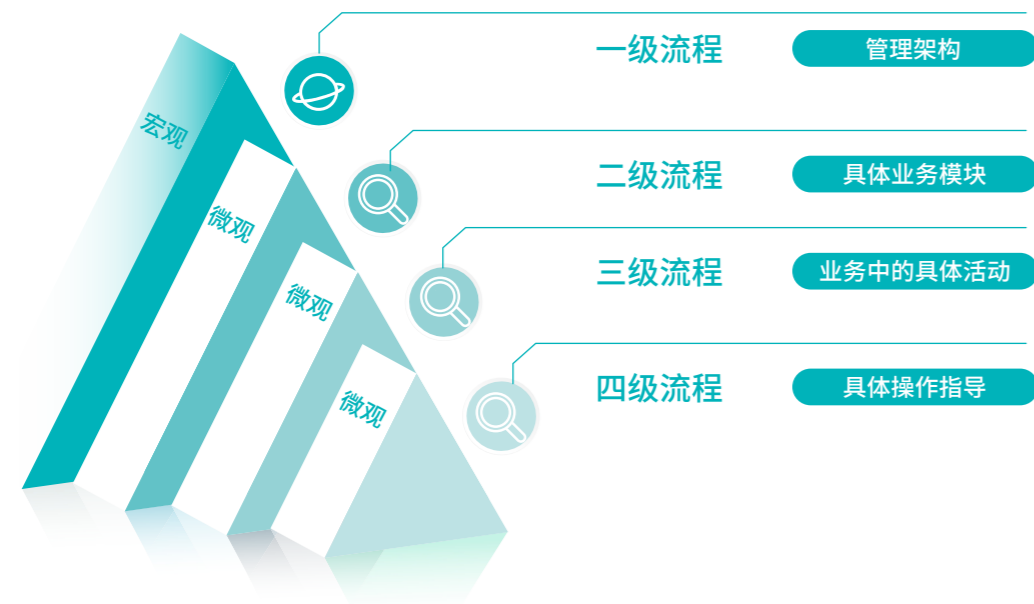 一级流程
管理架构
宏观
二级流程
具体业务模块
微观
三级流程
业务中的具体活动
微观
四级流程
具体操作指导
微观